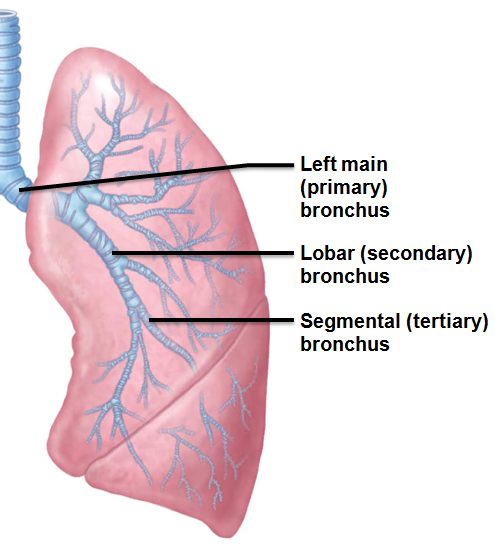 Left main
(primary)
bronchus
Lobar (secondary)
bronchus
Segmental (tertiary)
bronchus